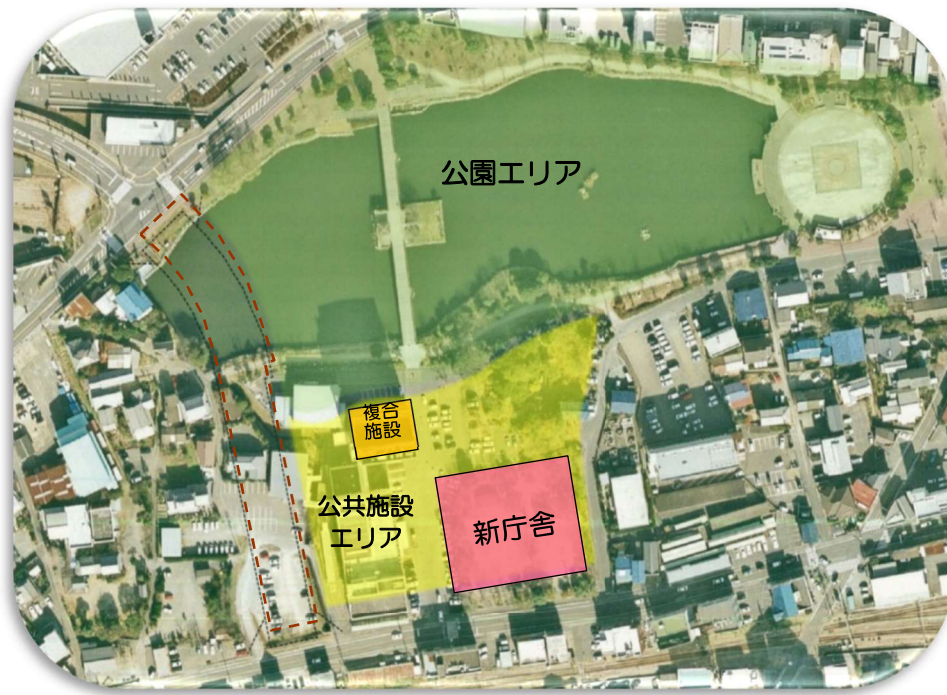 公園エリア
複合
施設
公共施設
エリア
新庁舎